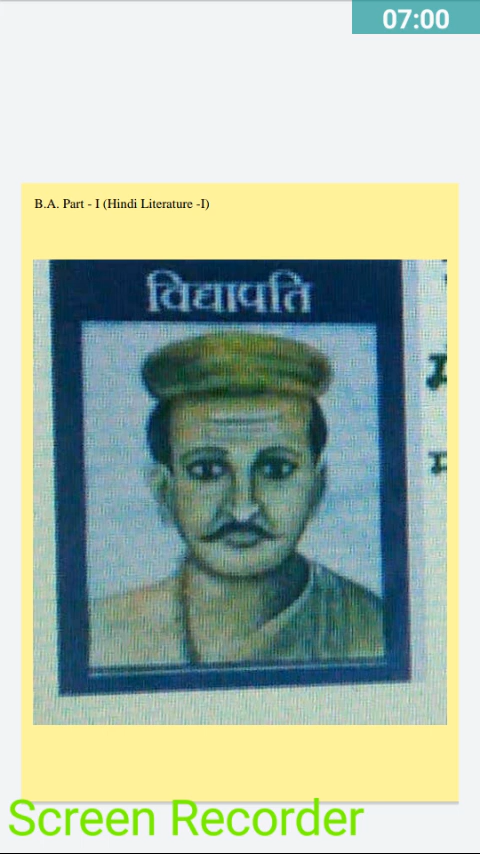 07:00
B.A. Part - I (Hindi Literature -I)
विद्यापति
Screen Recorder